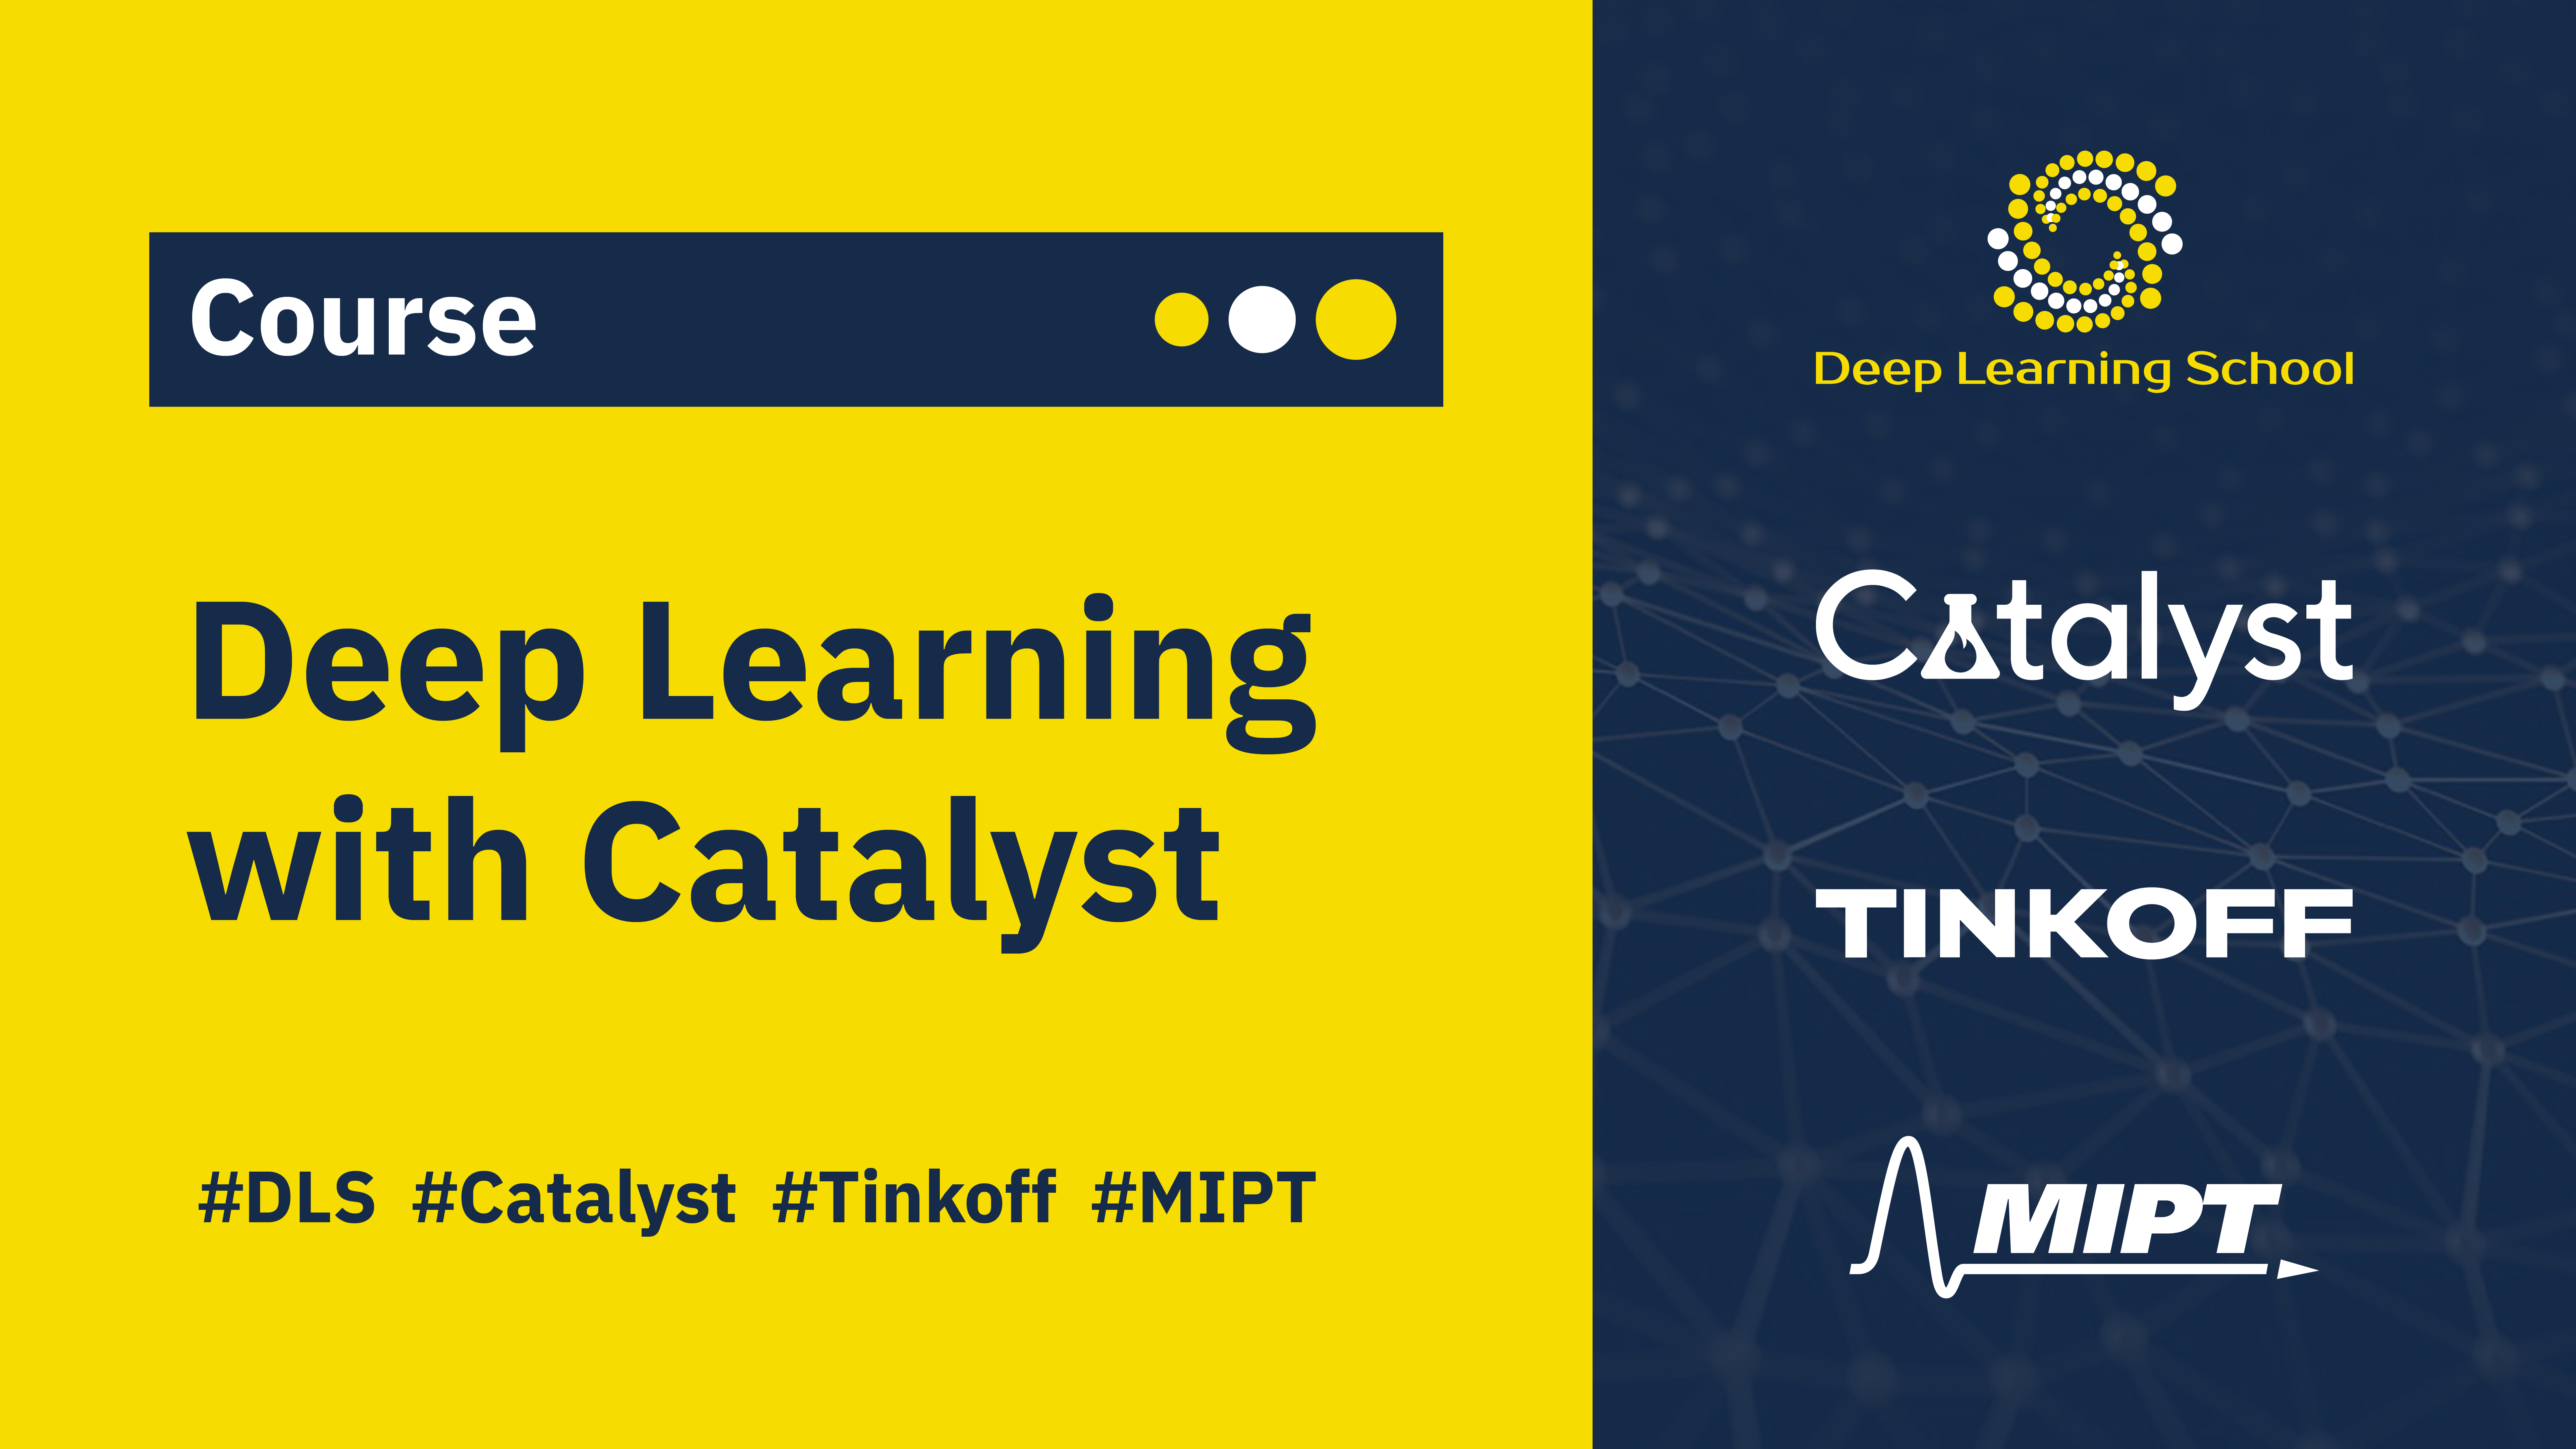 Course
Deep Learning
with Catalyst
#DLS #Catalyst #Tinkoff #MIPT
Deep Learning School
Catalyst
TINKOFF
MIPT